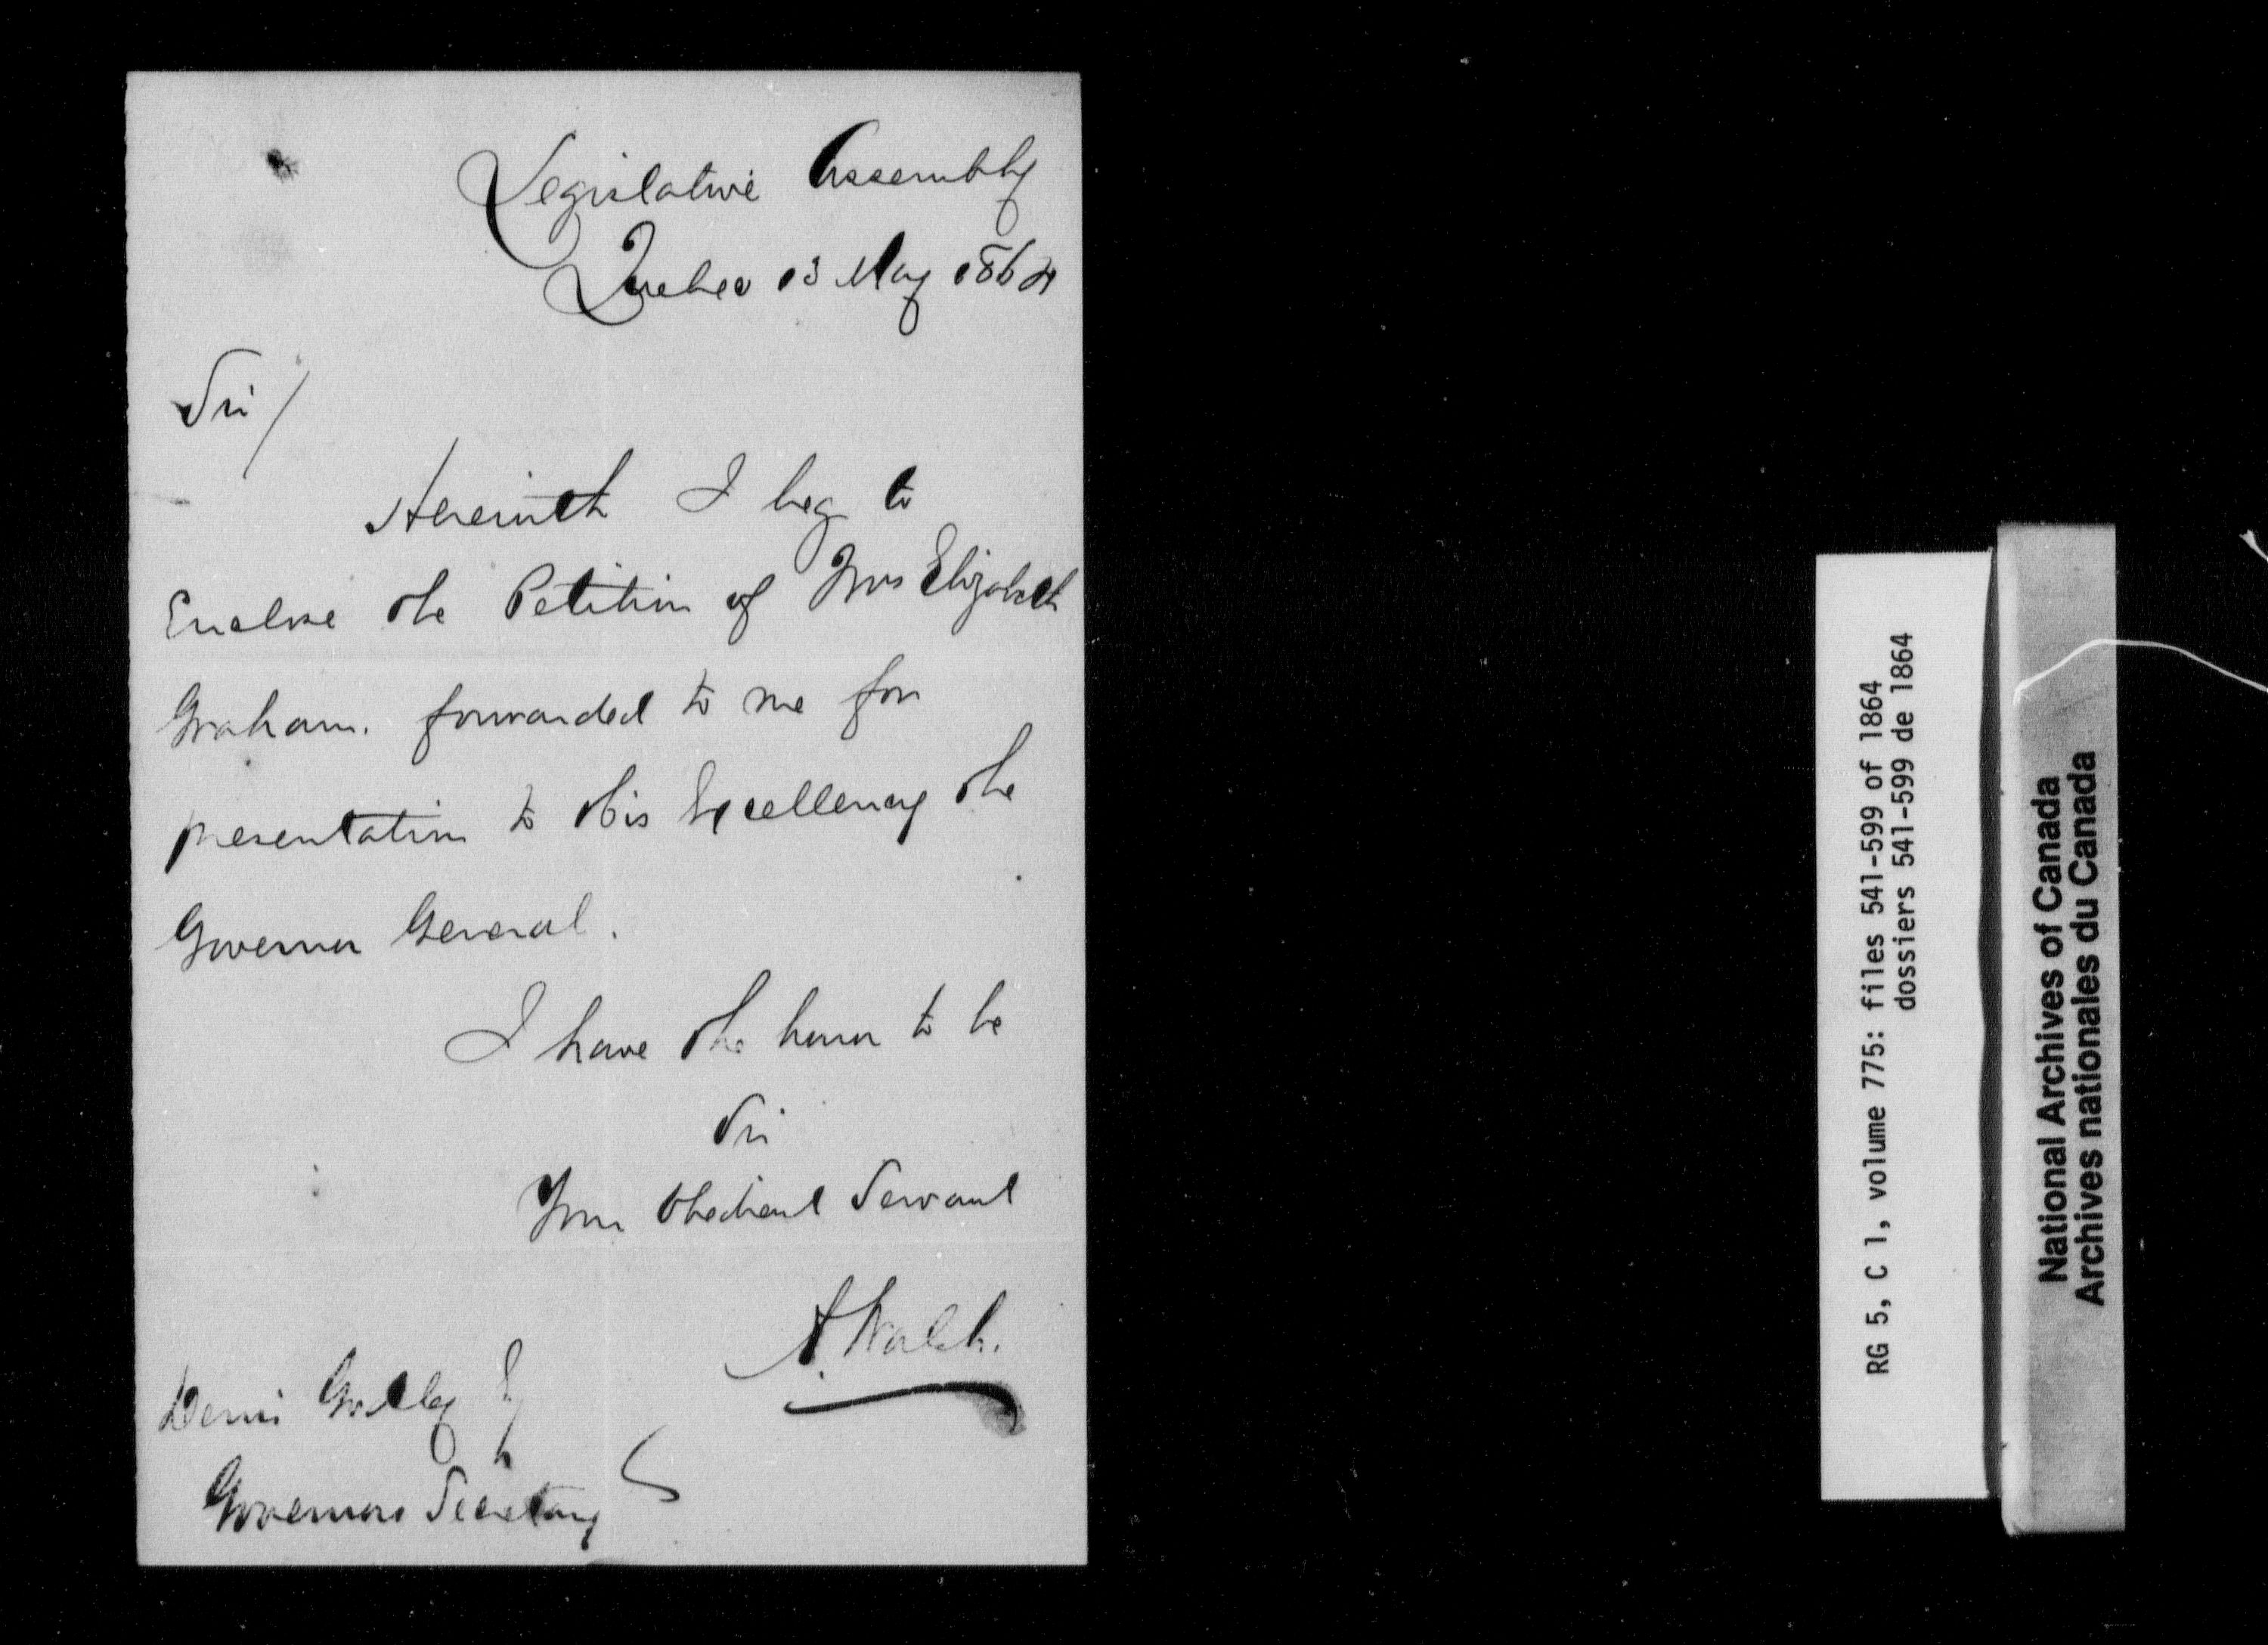 Legislative Assembly
Quebec 13 May 1864
Sir/
Herewith I beg to
Enclose the Petition of Mrs Elizabeth
Graham. forwarded to me for
presentation to His Excellency the
Governor General.
I have the honor to be
Sir
Your Obedient Servant
A. Walsh.
Denis Godley Esq
Governors Secretary
RG 5, C 1, volume 775: files 541-599 of 1864
dossiers 541-599 de 1864
National Archives of Canada
Archives nationales du Canada